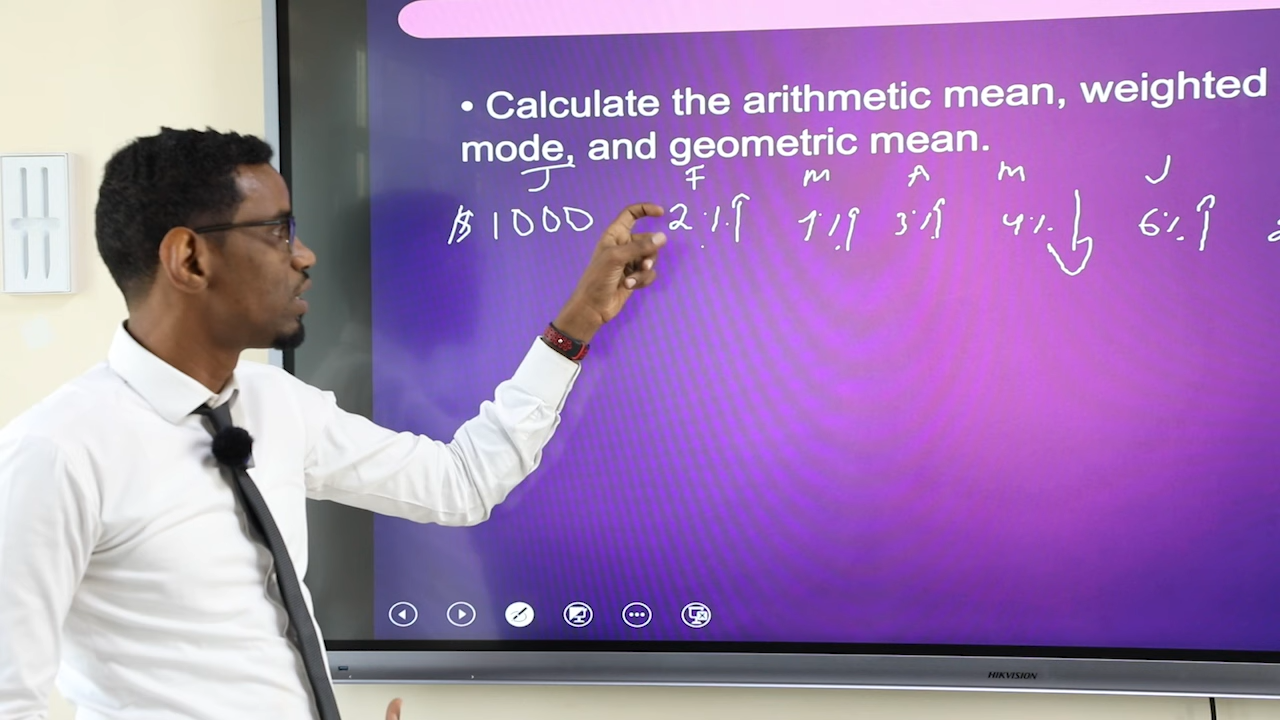 • Calculate the arithmetic mean, weighted
mode, and geometric mean.
J F M A M J
$1000 2% ↑ 1% ↑ 3% ↑ 4% ↓ 6% ↑
HIKVISION